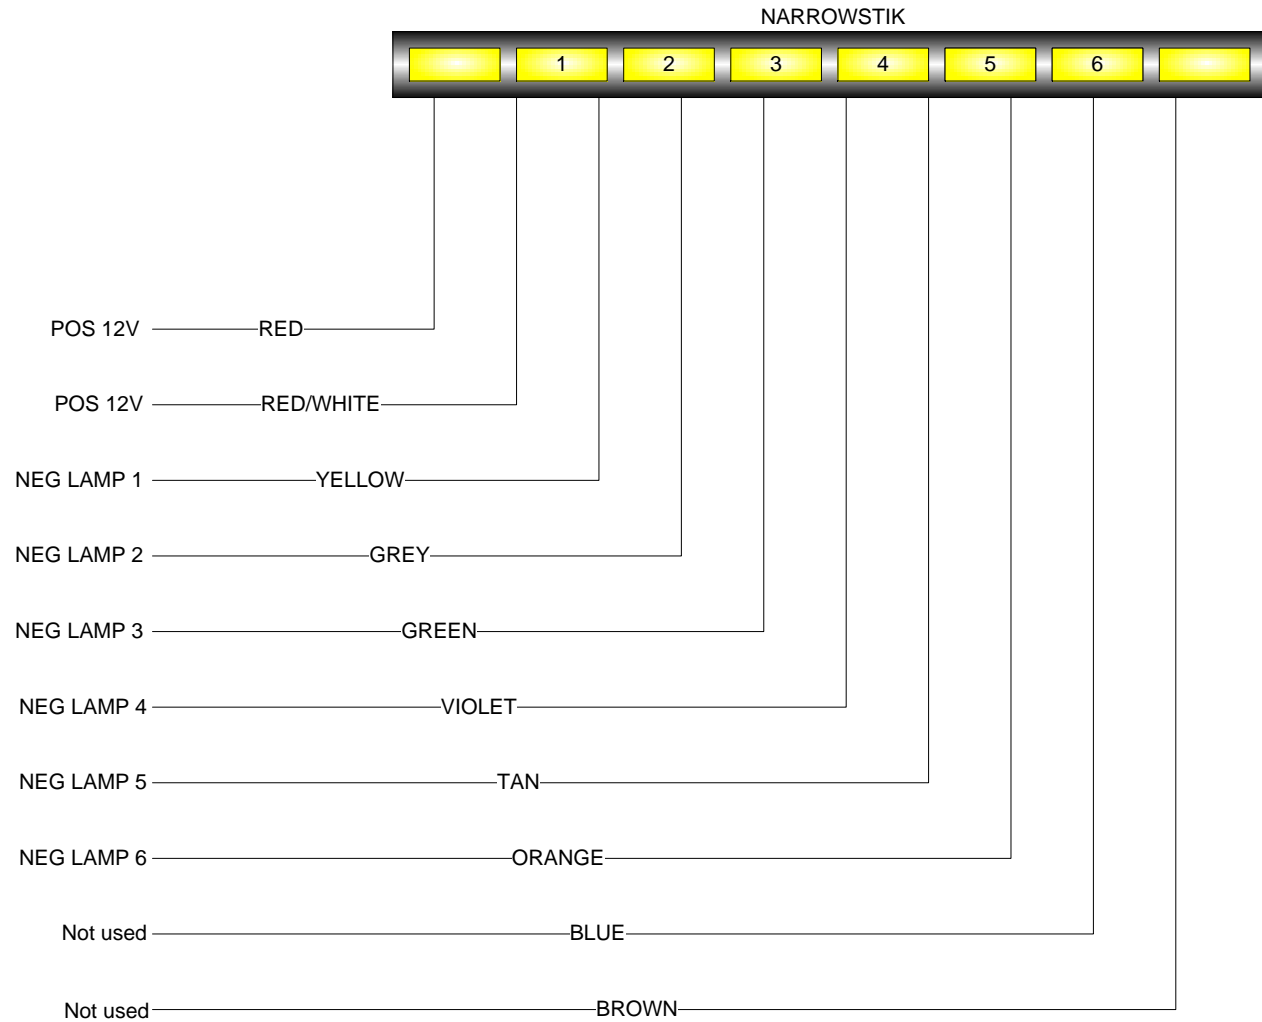 NARROWSTIK
1 2 3 4 5 6
POS 12V RED
POS 12V RED/WHITE
NEG LAMP 1 YELLOW
NEG LAMP 2 GREY
NEG LAMP 3 GREEN
NEG LAMP 4 VIOLET
NEG LAMP 5 TAN
NEG LAMP 6 ORANGE
Not used BLUE
Not used BROWN